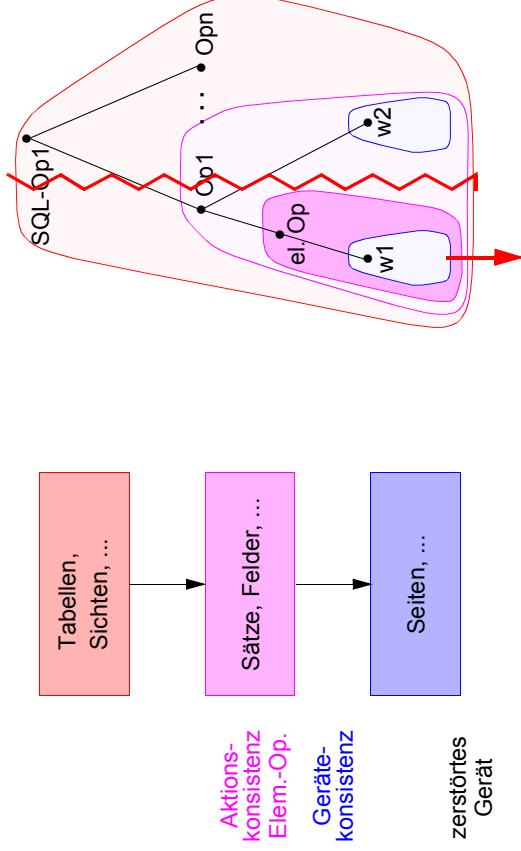 Aktions-
konsistenz
Elem.-Op.
Geräte-
konsistenz
zerstörtes
Gerät
Tabellen,
Sichten, ...
Sätze, Felder, ...
Seiten, ...
SQL-Op1
Op1
. . .
Opn
el. Op
w1
w2